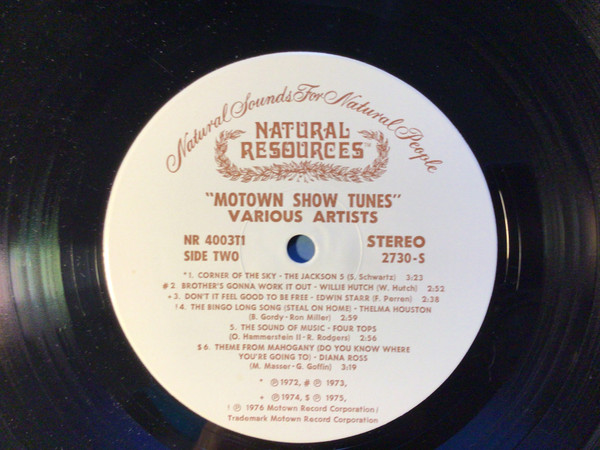 Natural Sounds For Natural People
NATURAL
RESOURCES™
"MOTOWN SHOW TUNES"
VARIOUS ARTISTS
NR 4003T1 STEREO
SIDE TWO 2730-S
* 1. CORNER OF THE SKY - THE JACKSON 5 (S. Schwartz) 3:23
# 2 BROTHER'S GONNA WORK IT OUT - WILLIE HUTCH (W. Hutch) 2:52
+ 3. DON'T IT FEEL GOOD TO BE FREE - EDWIN STARR (F. Perren) 2:38
! 4. THE BINGO LONG SONG (STEAL ON HOME) - THELMA HOUSTON
(B. Gordy - Ron Miller) 2:59
5. THE SOUND OF MUSIC - FOUR TOPS
(O. Hammerstein II - R. Rodgers) 2:56
$ 6. THEME FROM MAHOGANY (DO YOU KNOW WHERE
YOU'RE GOING TO) - DIANA ROSS
(M. Masser - G. Goffin) 3:19
* ℗ 1972, # ℗ 1973,
+ ℗ 1974, $ ℗ 1975,
! ℗ 1976 Motown Record Corporation/
Trademark Motown Record Corporation